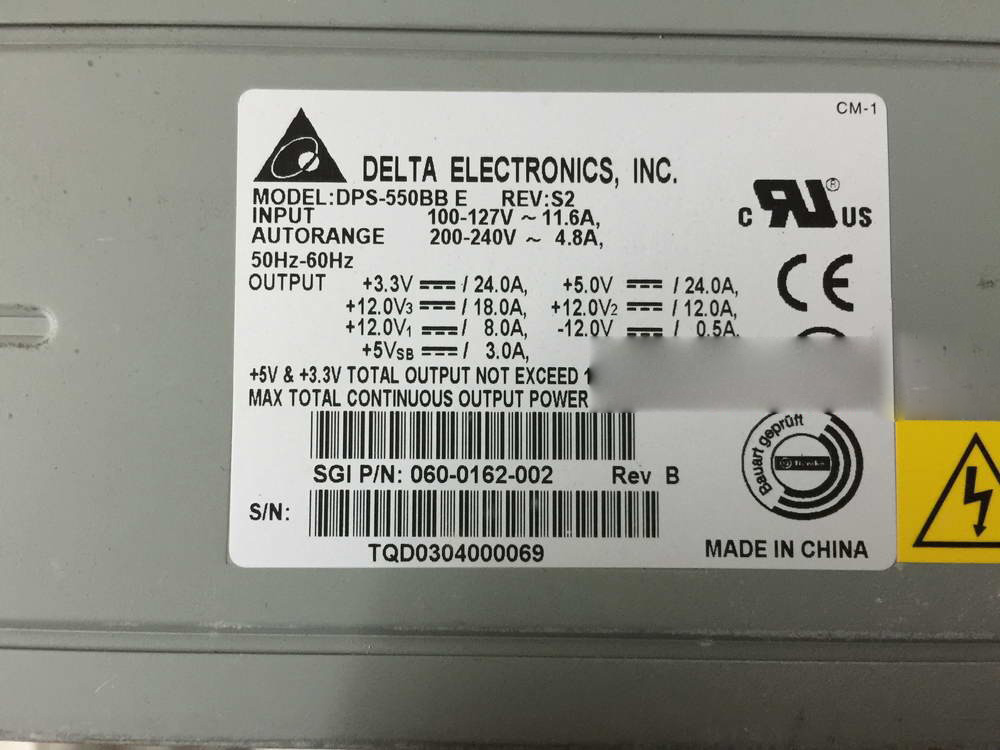 CM-1
DELTA ELECTRONICS, INC.
MODEL:DPS-550BB E REV:S2
INPUT 100-127V ~ 11.6A,
AUTORANGE 200-240V ~ 4.8A,
50Hz-60Hz
OUTPUT +3.3V ⎓ / 24.0A, +5.0V ⎓ / 24.0A,
+12.0V3 ⎓ / 18.0A, +12.0V2 ⎓ / 12.0A,
+12.0V1 ⎓ / 8.0A, -12.0V ⎓ / 0.5A.
+5VSB ⎓ / 3.0A,
+5V & +3.3V TOTAL OUTPUT NOT EXCEED
MAX TOTAL CONTINUOUS OUTPUT POWER
C RU ® US
CE
Bauart geprüft
SGI P/N: 060-0162-002 Rev B
S/N:
TQD0304000069
MADE IN CHINA